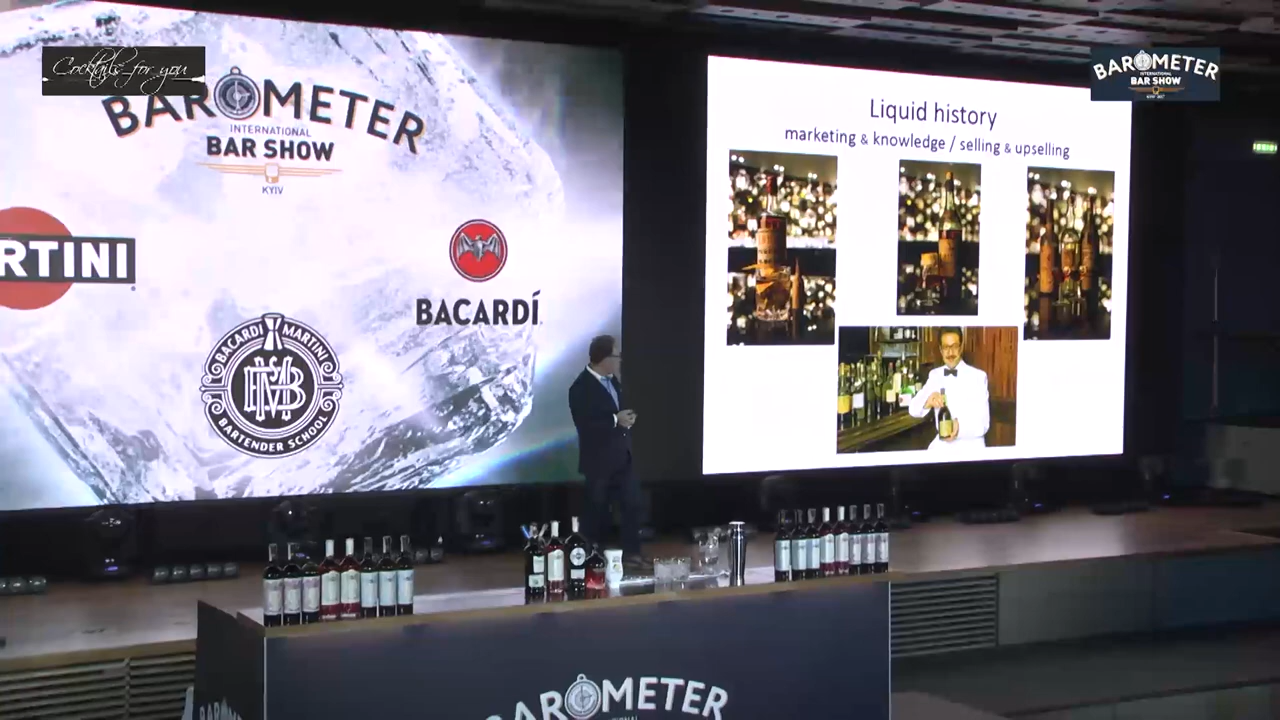 Cocktails for you
BAROMETER
INTERNATIONAL
BAR SHOW
KYIV
RTINI
BACARDÍ
BACARDI MARTINI
BARTENDER SCHOOL
Liquid history
marketing & knowledge / selling & upselling
BAROMETER
INTERNATIONAL
BAR SHOW
BAROMETER